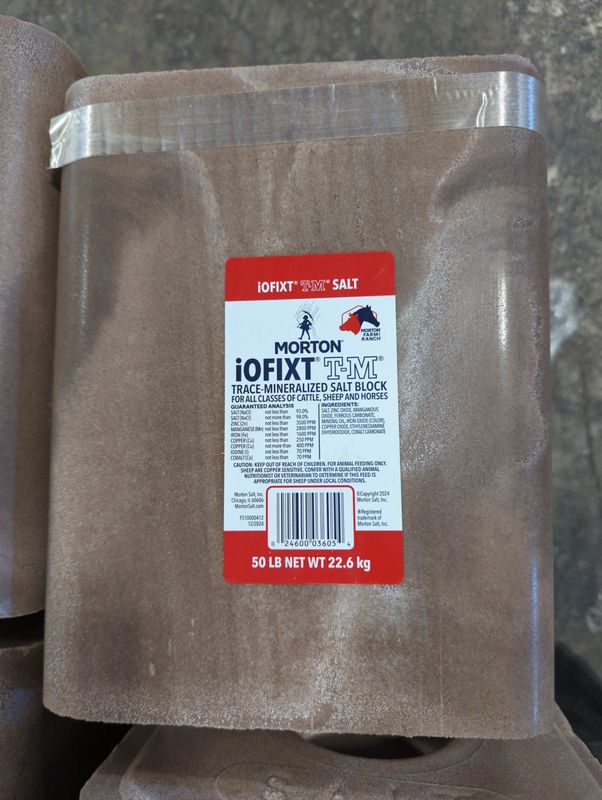 iOFIXT® T-M® SALT
MORTON®
MORTON®
FARM &
RANCH™
iOFIXT® T-M®
TRACE-MINERALIZED SALT BLOCK
FOR ALL CLASSES OF CATTLE, SHEEP AND HORSES
GUARANTEED ANALYSIS
SALT (NaCl) not less than 93.0%
SALT (NaCl) not more than 98.0%
ZINC (Zn) not less than 3500 PPM
MANGANESE (Mn) not less than 2800 PPM
IRON (Fe) not less than 1600 PPM
COPPER (Cu) not less than 250 PPM
COPPER (Cu) not more than 400 PPM
IODINE (I) not less than 70 PPM
COBALT (Co) not less than 70 PPM
INGREDIENTS:
SALT, ZINC OXIDE, MANGANOUS
OXIDE, FERROUS CARBONATE,
MINERAL OIL, IRON OXIDE (COLOR),
COPPER OXIDE, ETHYLENEDIAMINE
DIHYDROIODIDE, COBALT CARBONATE.
CAUTION: KEEP OUT OF REACH OF CHILDREN. FOR ANIMAL FEEDING ONLY.
SHEEP ARE COPPER SENSITIVE. CONFER WITH A QUALIFIED ANIMAL
NUTRITIONIST OR VETERINARIAN TO DETERMINE IF THIS FEED IS
APPROPRIATE FOR SHEEP UNDER LOCAL CONDITIONS.
Morton Salt, Inc.
Chicago, IL 60606
MortonSalt.com
FS10000412
12/2024
0 24600 03605 4
©Copyright 2024
Morton Salt, Inc.
®Registered
trademark of
Morton Salt, Inc.
50 LB NET WT 22.6 kg